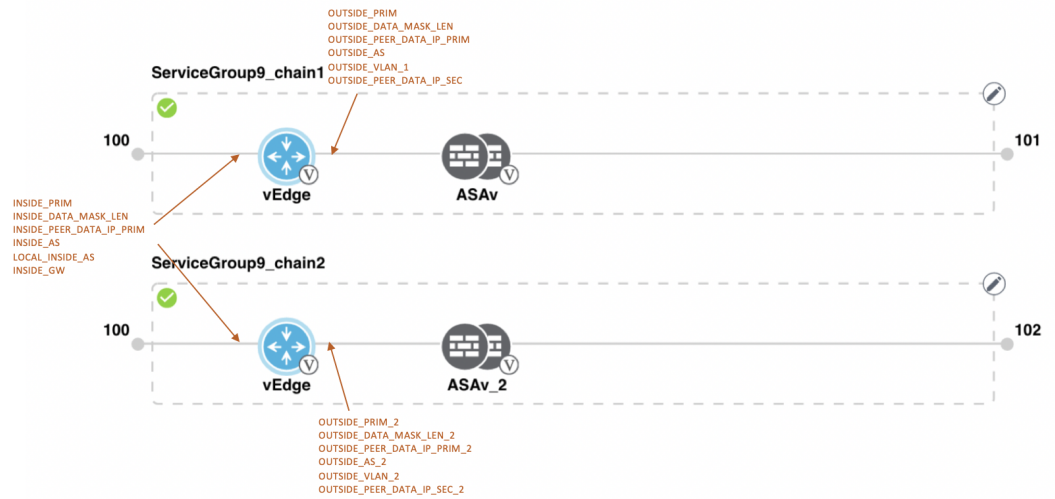 OUTSIDE_PRIM
OUTSIDE_DATA_MASK_LEN
OUTSIDE_PEER_DATA_IP_PRIM
OUTSIDE_AS
OUTSIDE_VLAN_1
OUTSIDE_PEER_DATA_IP_SEC
ServiceGroup9_chain1
100
101
V
V
vEdge
ASAv
INSIDE_PRIM
INSIDE_DATA_MASK_LEN
INSIDE_PEER_DATA_IP_PRIM
INSIDE_AS
LOCAL_INSIDE_AS
INSIDE_GW
ServiceGroup9_chain2
100
102
V
V
vEdge
ASAv_2
OUTSIDE_PRIM_2
OUTSIDE_DATA_MASK_LEN_2
OUTSIDE_PEER_DATA_IP_PRIM_2
OUTSIDE_AS_2
OUTSIDE_VLAN_2
OUTSIDE_PEER_DATA_IP_SEC_2